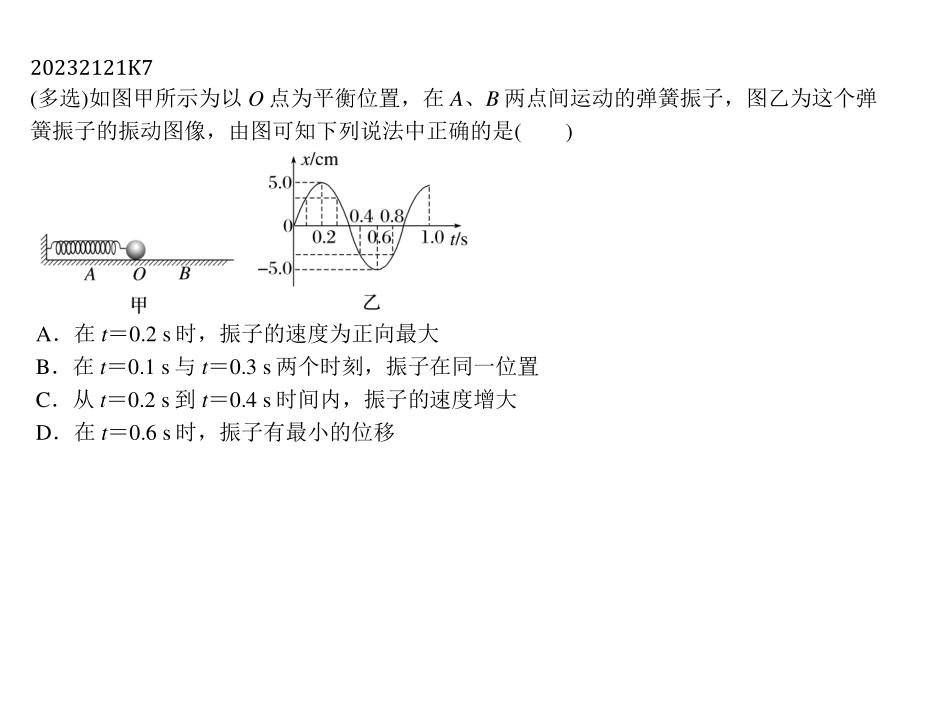 20232121K7
(多选)如图甲所示为以 O 点为平衡位置，在 A、B 两点间运动的弹簧振子，图乙为这个弹
簧振子的振动图像，由图可知下列说法中正确的是(　　)
x/cm
5.0
0
0.4 0.8
0.2 0.6 1.0 t/s
−5.0
A O B
甲 乙
A．在 t＝0.2 s 时，振子的速度为正向最大
B．在 t＝0.1 s 与 t＝0.3 s 两个时刻，振子在同一位置
C．从 t＝0.2 s 到 t＝0.4 s 时间内，振子的速度增大
D．在 t＝0.6 s 时，振子有最小的位移